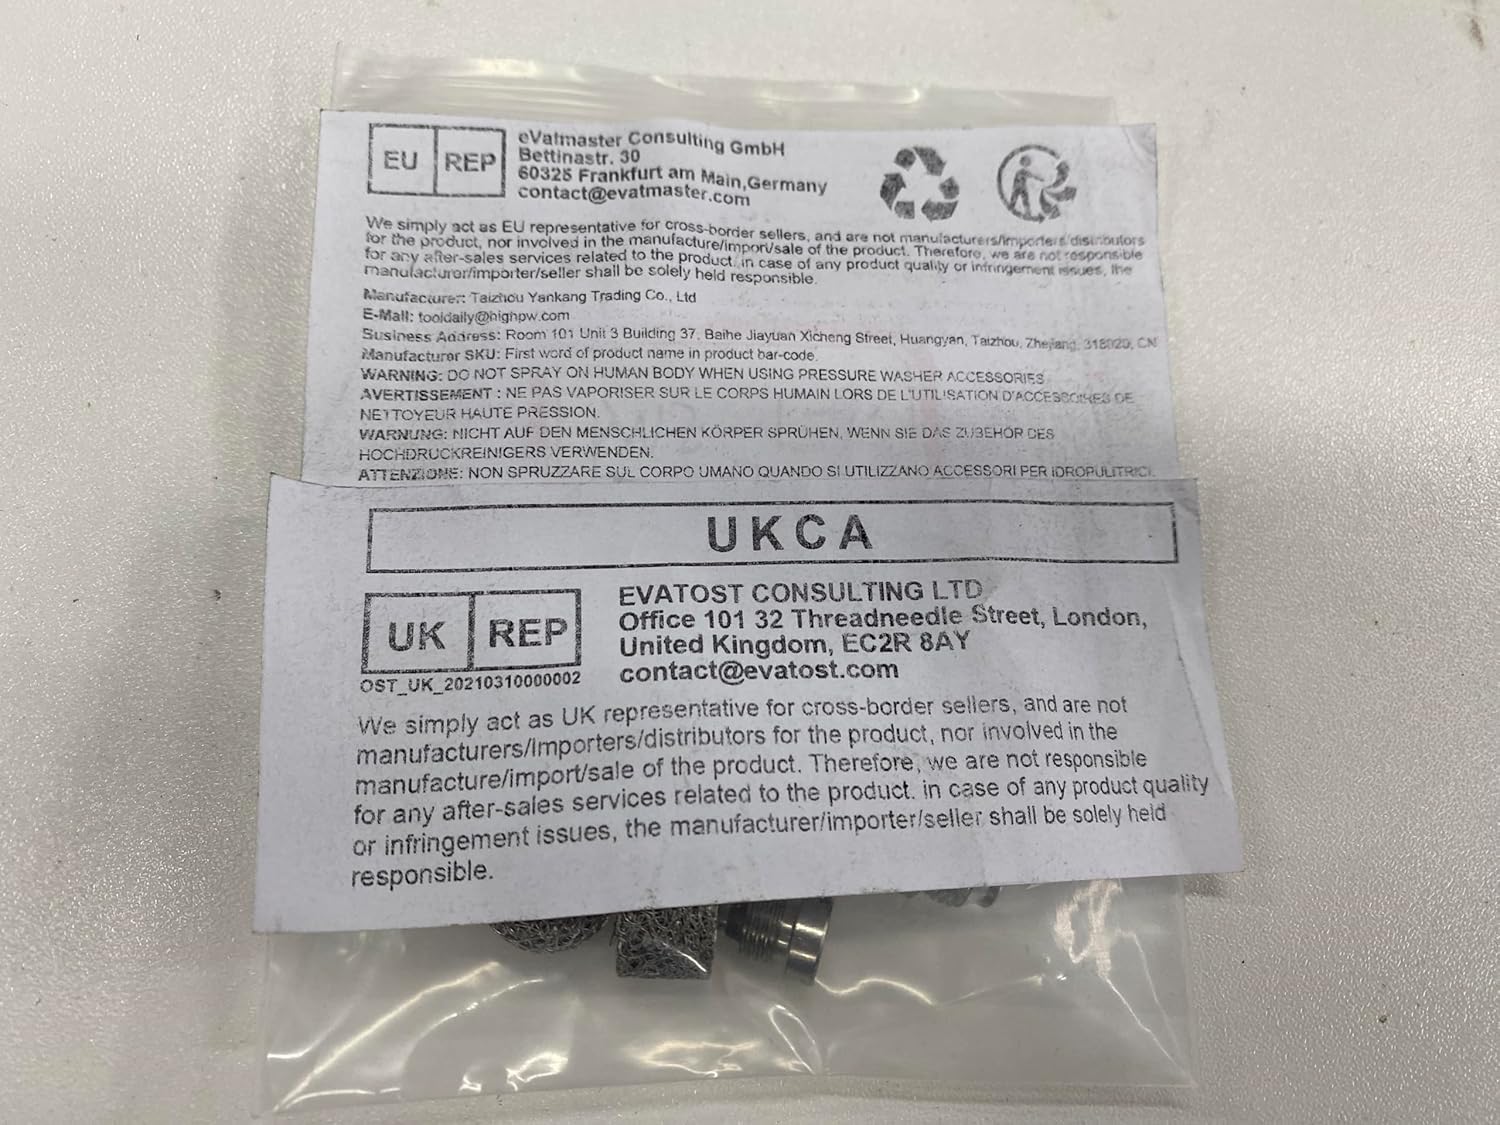 EU REP
eVatmaster Consulting GmbH
Bettinastr. 30
60325 Frankfurt am Main,Germany
contact@evatmaster.com
We simply act as EU representative for cross-border sellers, and are not manufacturers/importers/distributors
for the product, nor involved in the manufacture/import/sale of the product. Therefore, we are not responsible
for any after-sales services related to the product. in case of any product quality or infringement issues, the
manufacturer/importer/seller shall be solely held responsible.
Manufacturer: Taizhou Yankang Trading Co., Ltd
E-Mail: tooldaily@highpw.com
Business Address: Room 101 Unit 3 Building 37, Baihe Jiayuan Xicheng Street, Huangyan, Taizhou, Zhejiang, 318020, CN
Manufacturer SKU: First word of product name in product bar-code.
WARNING: DO NOT SPRAY ON HUMAN BODY WHEN USING PRESSURE WASHER ACCESSORIES
AVERTISSEMENT : NE PAS VAPORISER SUR LE CORPS HUMAIN LORS DE L'UTILISATION D'ACCESSOIRES DE
NETTOYEUR HAUTE PRESSION.
WARNUNG: NICHT AUF DEN MENSCHLICHEN KÖRPER SPRÜHEN, WENN SIE DAS ZUBEHÖR DES
HOCHDRUCKREINIGERS VERWENDEN.
ATTENZIONE: NON SPRUZZARE SUL CORPO UMANO QUANDO SI UTILIZZANO ACCESSORI PER IDROPULITRICI.
UKCA
UK REP
OST_UK_20210310000002
EVATOST CONSULTING LTD
Office 101 32 Threadneedle Street, London,
United Kingdom, EC2R 8AY
contact@evatost.com
We simply act as UK representative for cross-border sellers, and are not
manufacturers/importers/distributors for the product, nor involved in the
manufacture/import/sale of the product. Therefore, we are not responsible
for any after-sales services related to the product. in case of any product quality
or infringement issues, the manufacturer/importer/seller shall be solely held
responsible.